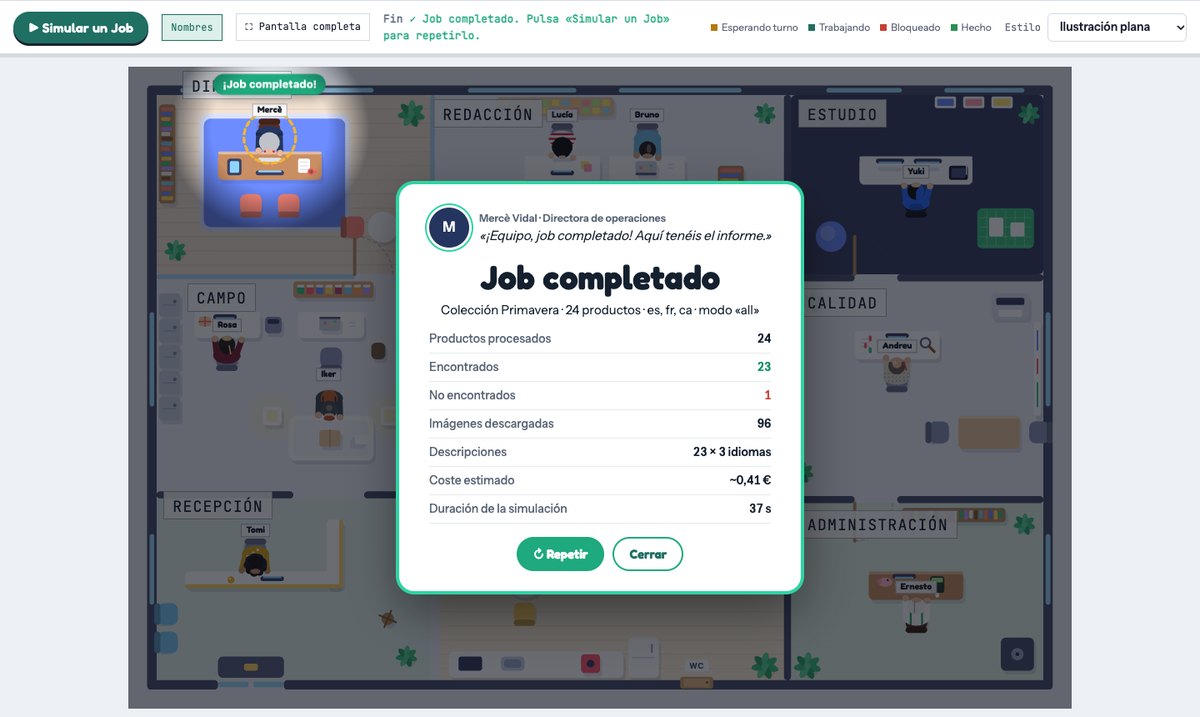 ▶ Simular un Job
Nombres
⛶ Pantalla completa
Fin ✓ Job completado. Pulsa «Simular un Job»
para repetirlo.
Esperando turno
Trabajando
Bloqueado
Hecho
Estilo
Ilustración plana
¡Job completado!
Mercè
REDACCIÓN
Lucía
Bruno
ESTUDIO
Yuki
CAMPO
Rosa
Iker
CALIDAD
Andreu
RECEPCIÓN
Tomi
ADMINISTRACIÓN
Ernesto
WC
M
Mercè Vidal · Directora de operaciones
«¡Equipo, job completado! Aquí tenéis el informe.»
Job completado
Colección Primavera · 24 productos · es, fr, ca · modo «all»
Productos procesados 24
Encontrados 23
No encontrados 1
Imágenes descargadas 96
Descripciones 23 × 3 idiomas
Coste estimado ~0,41 €
Duración de la simulación 37 s
↻ Repetir
Cerrar